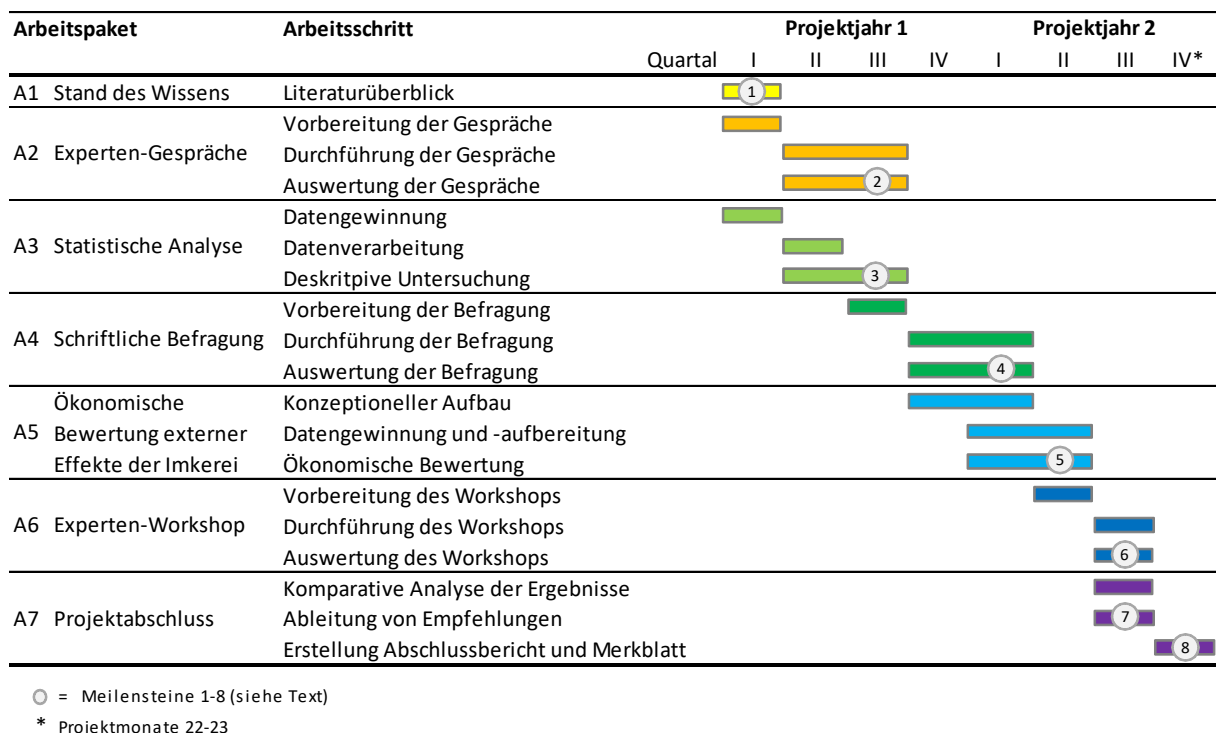 Arbeitspaket Arbeitsschritt Projektjahr 1 Projektjahr 2
Quartal I II III IV I II III IV*
A1 Stand des Wissens Literaturüberblick 1
Vorbereitung der Gespräche
A2 Experten-Gespräche Durchführung der Gespräche
Auswertung der Gespräche 2
Datengewinnung
A3 Statistische Analyse Datenverarbeitung
Deskritpive Untersuchung 3
Vorbereitung der Befragung
A4 Schriftliche Befragung Durchführung der Befragung
Auswertung der Befragung 4
Ökonomische Konzeptioneller Aufbau
A5 Bewertung externer Datengewinnung und -aufbereitung
Effekte der Imkerei Ökonomische Bewertung 5
Vorbereitung des Workshops
A6 Experten-Workshop Durchführung des Workshops
Auswertung des Workshops 6
Komparative Analyse der Ergebnisse
A7 Projektabschluss Ableitung von Empfehlungen 7
Erstellung Abschlussbericht und Merkblatt 8
= Meilensteine 1-8 (siehe Text)
* Projektmonate 22-23